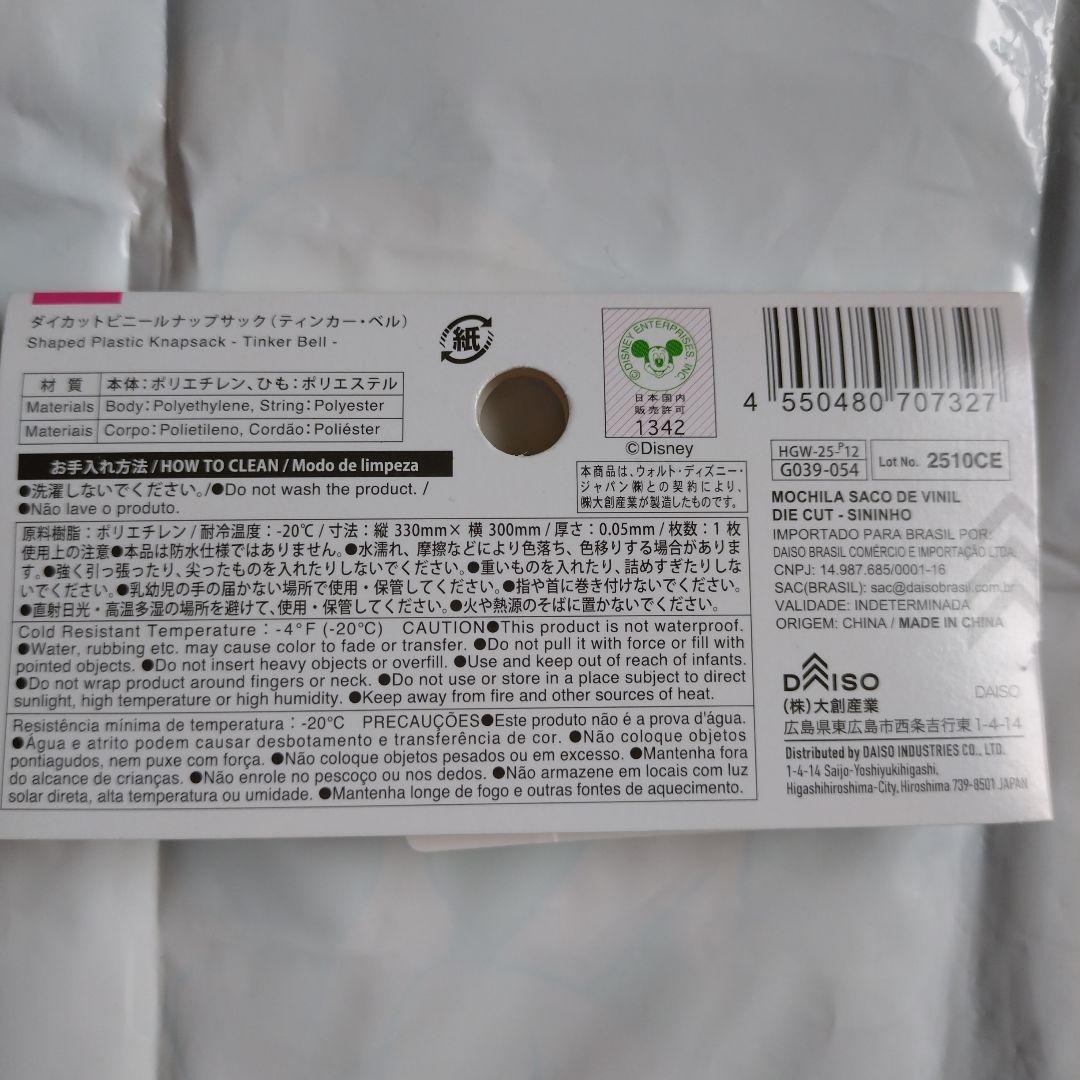 ダイカットビニールナップサック(ティンカー・ベル)
Shaped Plastic Knapsack - Tinker Bell -
紙
材 質 本体:ポリエチレン、ひも:ポリエステル
Materials Body:Polyethylene, String:Polyester
Materiais Corpo:Polietileno, Cordão:Poliéster
お手入れ方法/HOW TO CLEAN/Modo de limpeza
●洗濯しないでください。/●Do not wash the product. /
●Não lave o produto.
原料樹脂:ポリエチレン/耐冷温度:-20℃/寸法:縦 330mm× 横 300mm/厚さ:0.05mm/枚数:1 枚
使用上の注意●本品は防水仕様ではありません。●水濡れ、摩擦などにより色落ち、色移りする場合がありま
す。●強く引っ張ったり、尖ったものを入れたりしないでください。●重いものを入れたり、詰めすぎたりしな
いでください。●乳幼児の手の届かない場所で使用・保管してください。●指や首に巻き付けないでください。
●直射日光・高温多湿の場所を避けて、使用・保管してください。●火や熱源のそばに置かないでください。
Cold Resistant Temperature : -4°F (-20℃) CAUTION●This product is not waterproof.
●Water, rubbing etc. may cause color to fade or transfer. ●Do not pull it with force or fill with
pointed objects. ●Do not insert heavy objects or overfill. ●Use and keep out of reach of infants.
●Do not wrap product around fingers or neck. ●Do not use or store in a place subject to direct
sunlight, high temperature or high humidity. ●Keep away from fire and other sources of heat.
Resistência mínima de temperatura : -20℃ PRECAUÇÕES●Este produto não é a prova d'água.
●Água e atrito podem causar desbotamento e transferência de cor. ●Não coloque objetos
pontiagudos, nem puxe com força. ●Não coloque objetos pesados ou em excesso. ●Mantenha fora
do alcance de crianças. ●Não enrole no pescoço ou nos dedos. ●Não armazene em locais com luz
solar direta, alta temperatura ou umidade. ●Mantenha longe de fogo e outras fontes de aquecimento.
©DISNEY ENTERPRISES, INC.
日本国内
販売許可
1342
©Disney
本商品は、ウォルト・ディズニー・
ジャパン㈱との契約により、
㈱大創産業が製造したものです。
4 550480 707327
HGW-25-P12
G039-054
Lot No. 2510CE
MOCHILA SACO DE VINIL
DIE CUT - SININHO
IMPORTADO PARA BRASIL POR:
DAISO BRASIL COMÉRCIO E IMPORTAÇÃO LTDA.
CNPJ: 14.987.685/0001-16
SAC(BRASIL): sac@daisobrasil.com.br
VALIDADE: INDETERMINADA
ORIGEM: CHINA / MADE IN CHINA
DAISO
DAISO
(株)大創産業
広島県東広島市西条吉行東1-4-14
Distributed by DAISO INDUSTRIES CO., LTD.
1-4-14 Saijo-Yoshiyukihigashi,
Higashihiroshima-City, Hiroshima 739-8501 JAPAN